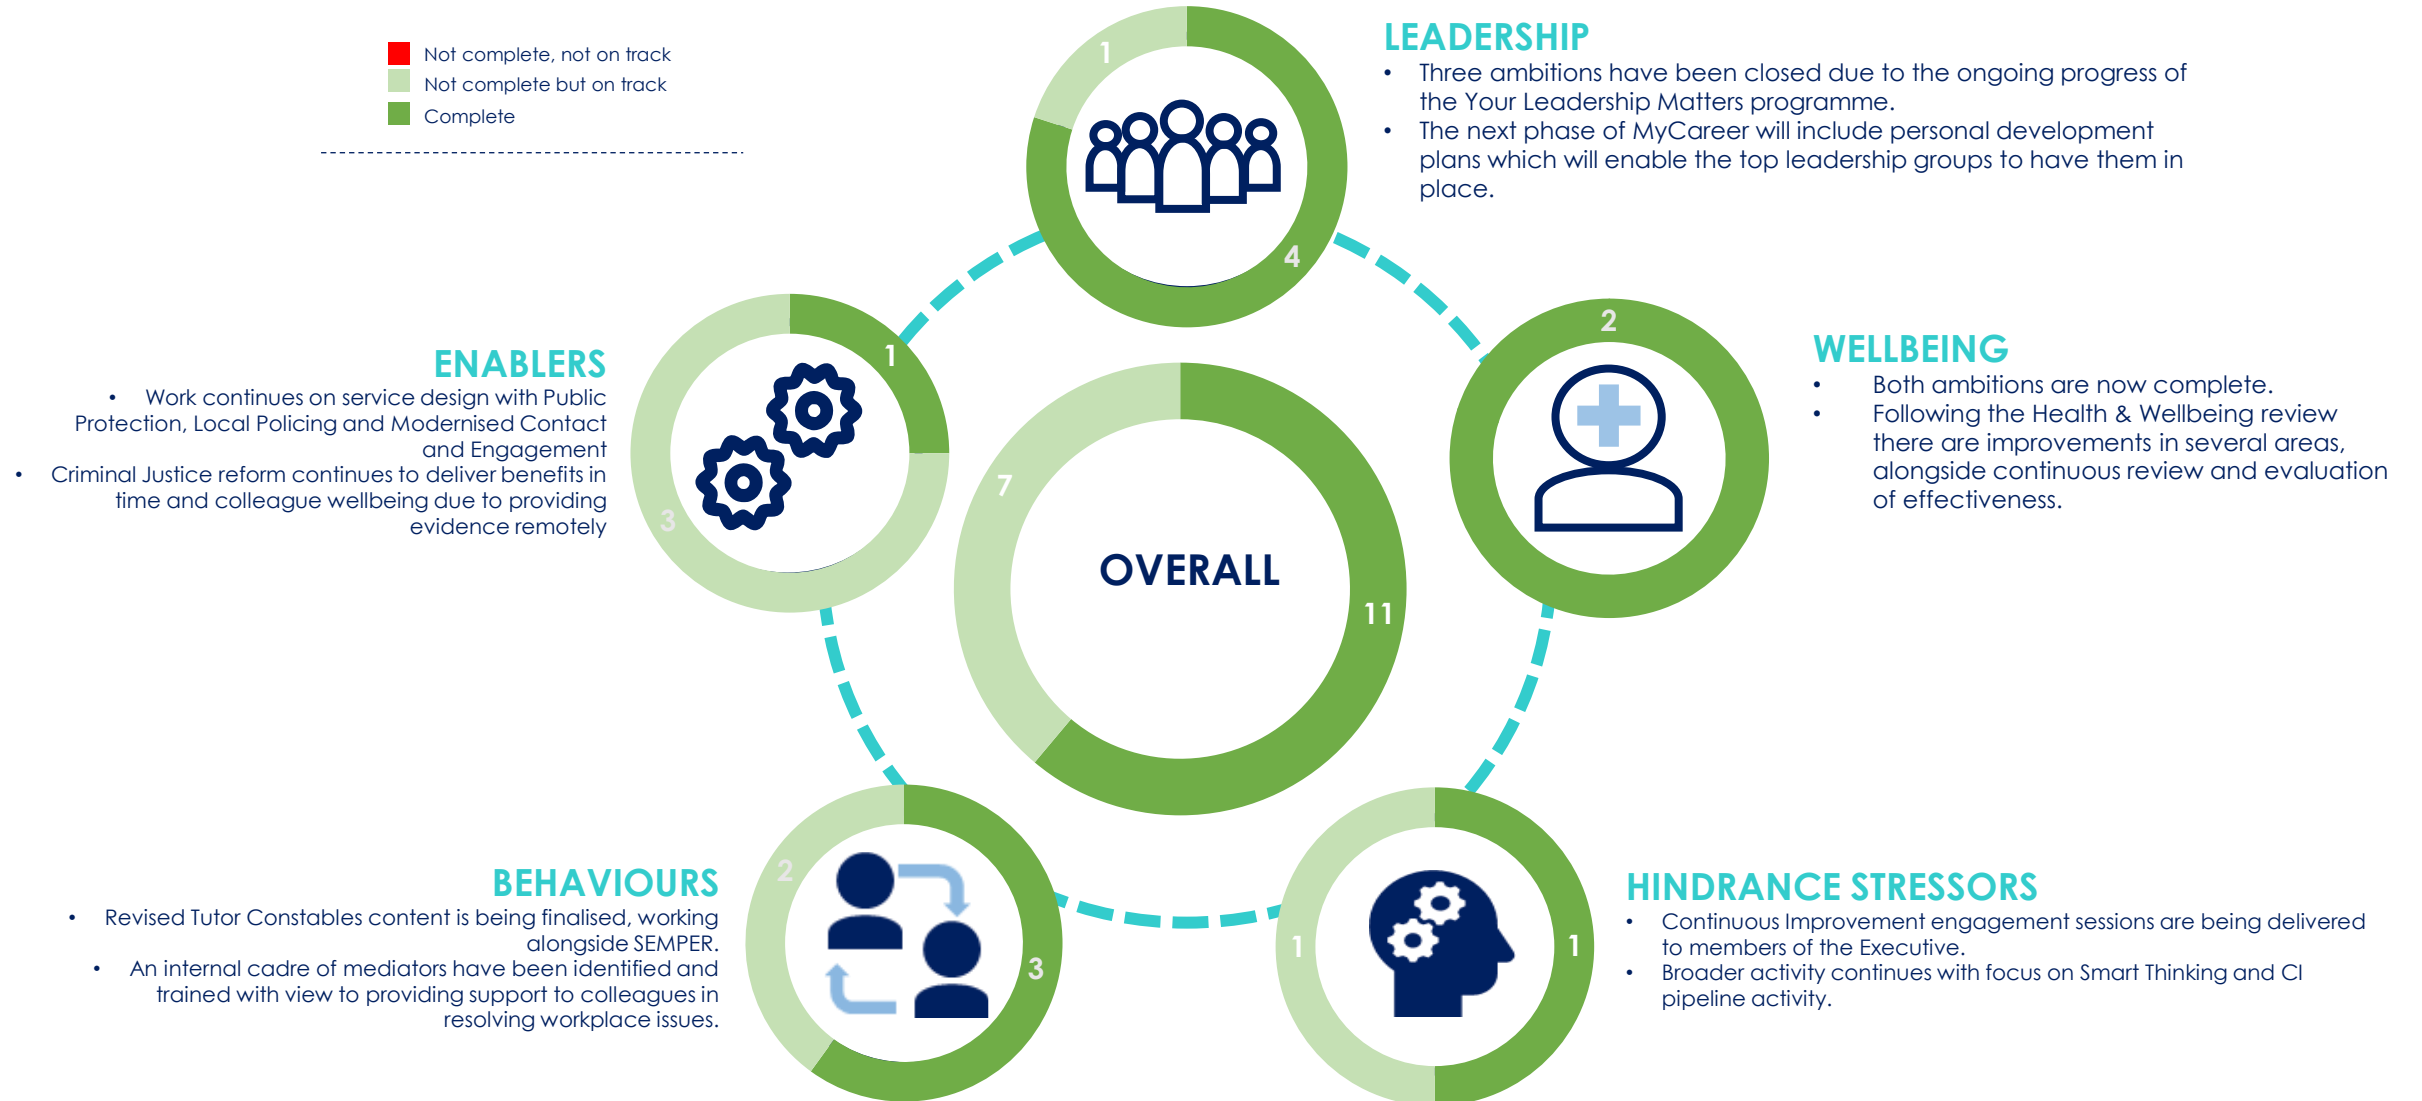 Not complete, not on track
Not complete but on track
Complete
1
4
LEADERSHIP
• Three ambitions have been closed due to the ongoing progress of
the Your Leadership Matters programme.
• The next phase of MyCareer will include personal development
plans which will enable the top leadership groups to have them in
place.
ENABLERS
• Work continues on service design with Public
Protection, Local Policing and Modernised Contact
and Engagement
• Criminal Justice reform continues to deliver benefits in
time and colleague wellbeing due to providing
evidence remotely
1
3
2
WELLBEING
• Both ambitions are now complete.
• Following the Health & Wellbeing review
there are improvements in several areas,
alongside continuous review and evaluation
of effectiveness.
7
OVERALL
11
BEHAVIOURS
• Revised Tutor Constables content is being finalised, working
alongside SEMPER.
• An internal cadre of mediators have been identified and
trained with view to providing support to colleagues in
resolving workplace issues.
2
3
1
1
HINDRANCE STRESSORS
• Continuous Improvement engagement sessions are being delivered
to members of the Executive.
• Broader activity continues with focus on Smart Thinking and CI
pipeline activity.